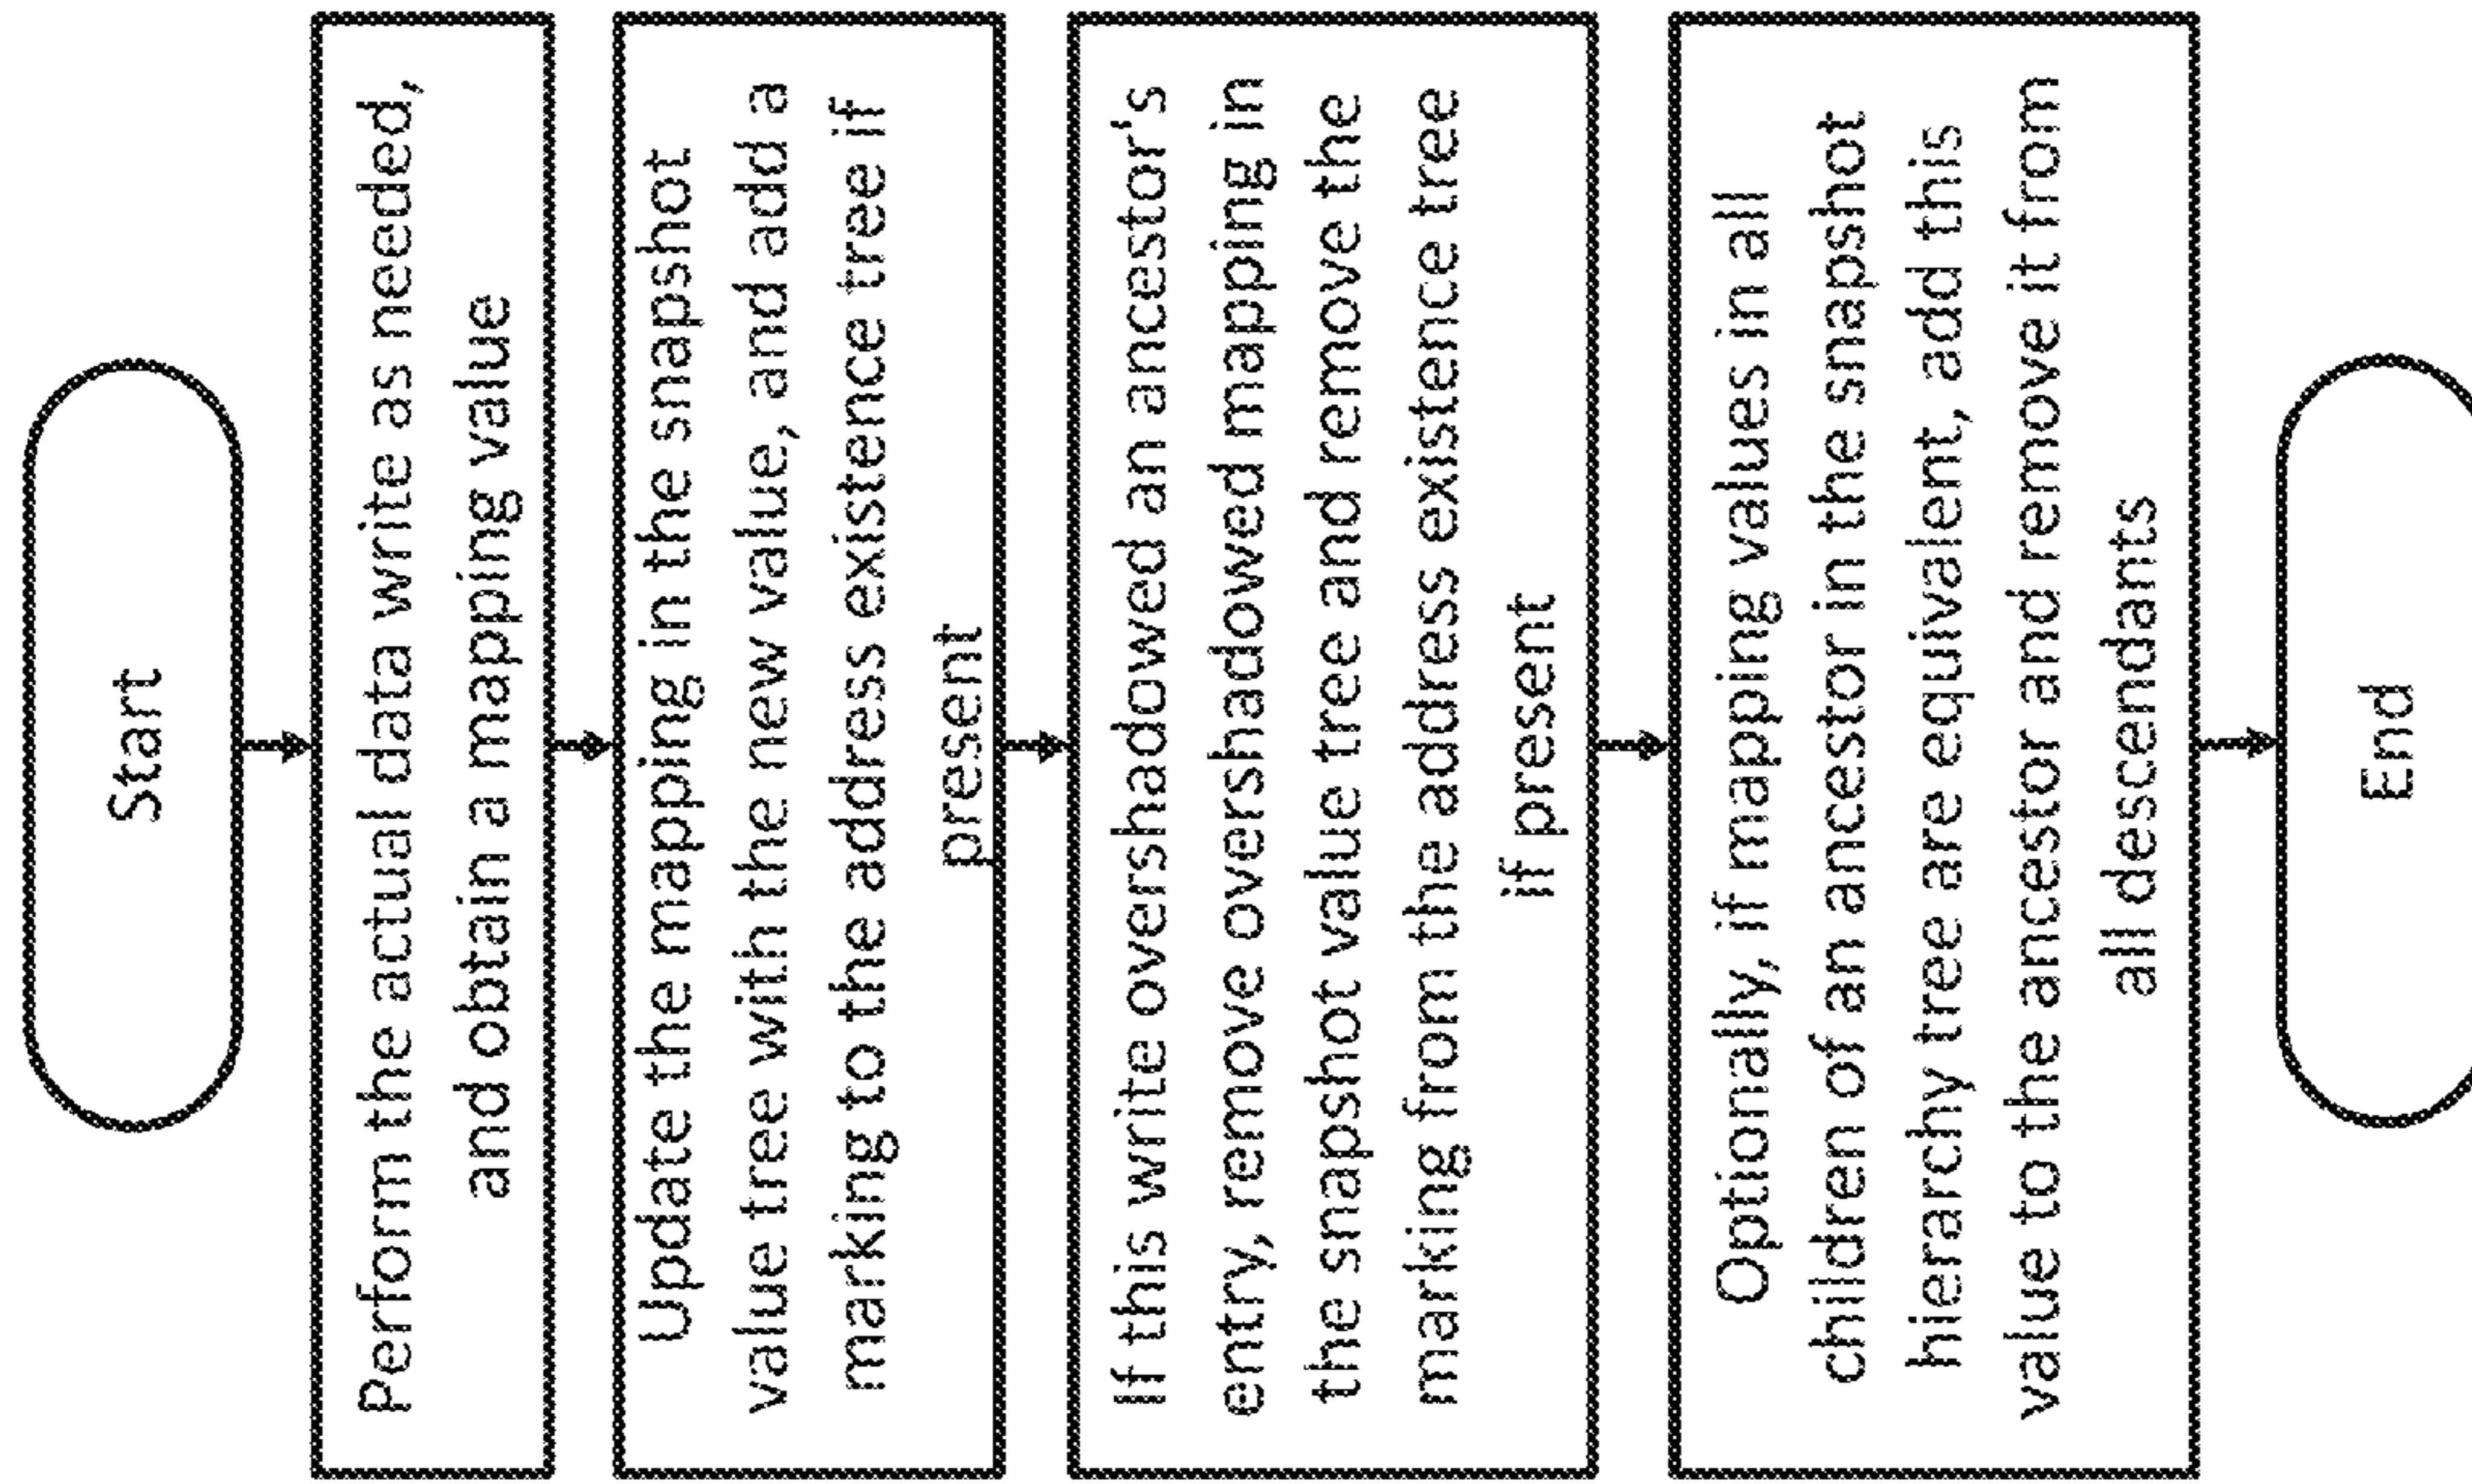 Start
Perform the actual data write as needed,
and obtain a mapping value
Update the mapping in the snapshot
value tree with the new value, and add a
marking to the address existence tree if
present
If this write overshadowed an ancestor's
entry, remove overshadowed mapping in
the snapshot value tree and remove the
marking from the address existence tree
if present
Optionally, if mapping values in all
children of an ancestor in the snapshot
hierarchy tree are equivalent, add this
value to the ancestor and remove it from
all descendants
End